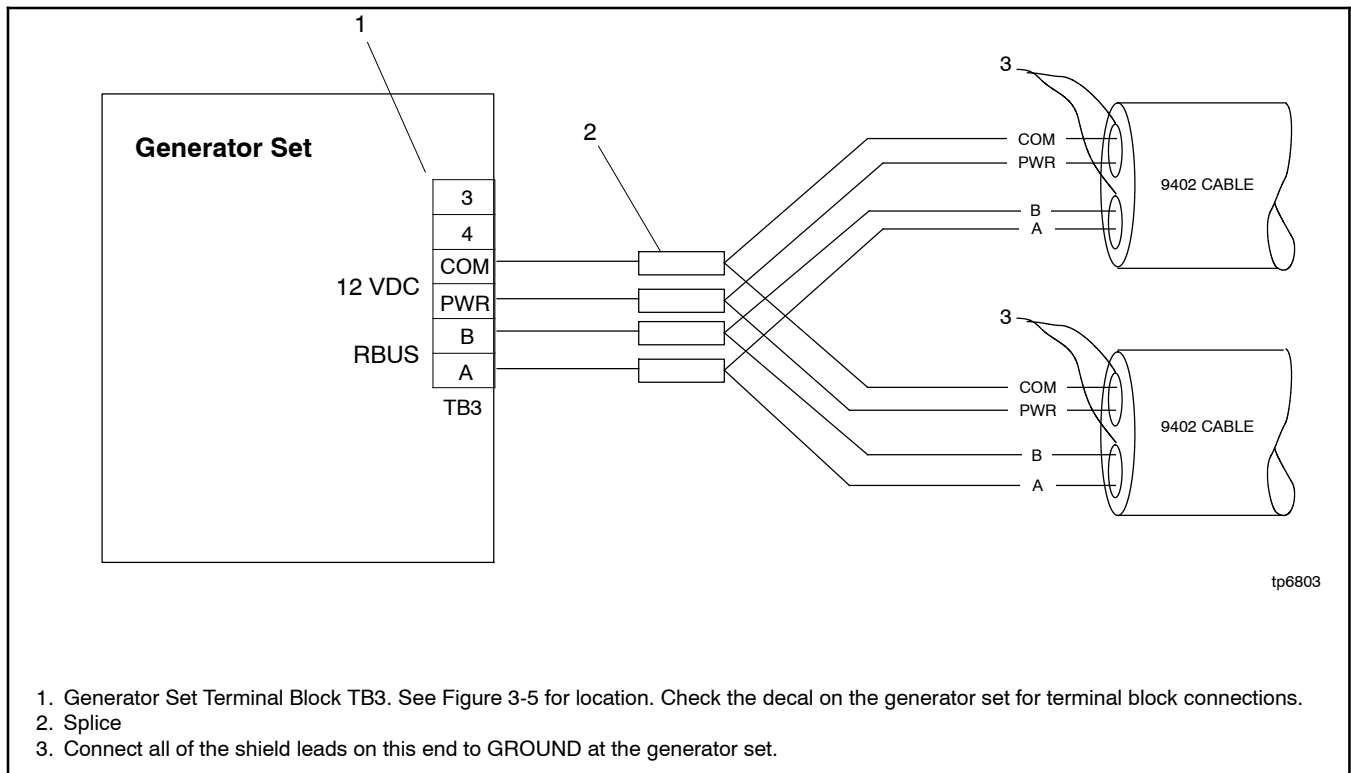 1
3
2
Generator Set
COM
PWR
9402 CABLE
B
A
3
4
COM
12 VDC
PWR
B
RBUS
A
TB3
3
COM
PWR
9402 CABLE
B
A
tp6803
1. Generator Set Terminal Block TB3. See Figure 3-5 for location. Check the decal on the generator set for terminal block connections.
2. Splice
3. Connect all of the shield leads on this end to GROUND at the generator set.